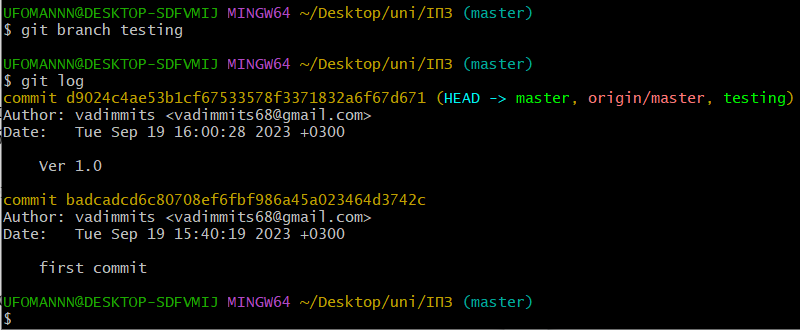 UFOMANNN@DESKTOP-SDFVMIJ MINGW64 ~/Desktop/uni/ІПЗ (master)
$ git branch testing
UFOMANNN@DESKTOP-SDFVMIJ MINGW64 ~/Desktop/uni/ІПЗ (master)
$ git log
commit d9024c4ae53b1cf67533578f3371832a6f67d671 (HEAD -> master, origin/master, testing)
Author: vadimmits <vadimmits68@gmail.com>
Date:   Tue Sep 19 16:00:28 2023 +0300
    Ver 1.0
commit badcadcd6c80708ef6fbf986a45a023464d3742c
Author: vadimmits <vadimmits68@gmail.com>
Date:   Tue Sep 19 15:40:19 2023 +0300
    first commit
UFOMANNN@DESKTOP-SDFVMIJ MINGW64 ~/Desktop/uni/ІПЗ (master)
$